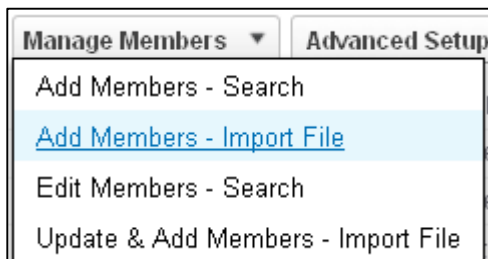 Manage Members ▼ Advanced Setup
Add Members - Search
Add Members - Import File
Edit Members - Search
Update & Add Members - Import File